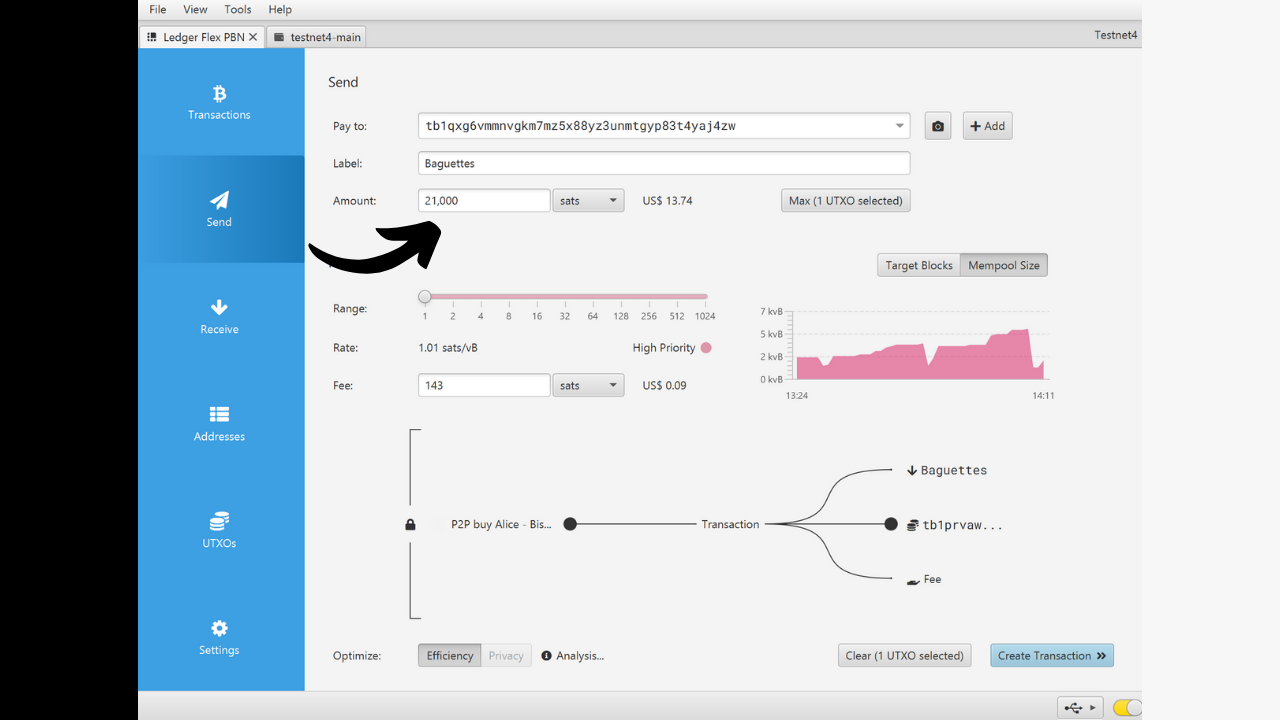 File View Tools Help
Ledger Flex PBN testnet4-main Testnet4
Transactions
Send
Receive
Addresses
UTXOs
Settings
Send
Pay to: tb1qxg6vmmnvgkm7mz5x88yz3unmtgyp83t4yaj4zw Add
Label: Baguettes
Amount: 21,000 sats US$ 13.74 Max (1 UTXO selected)
Target Blocks Mempool Size
Range: 1 2 4 8 16 32 64 128 256 512 1024
Rate: 1.01 sats/vB High Priority
Fee: 143 sats US$ 0.09
7 kvB
5 kvB
2 kvB
0 kvB
13:24 14:11
Baguettes
P2P buy Alice - Bis... Transaction tb1prvaw...
Fee
Optimize: Efficiency Privacy Analysis... Clear (1 UTXO selected) Create Transaction